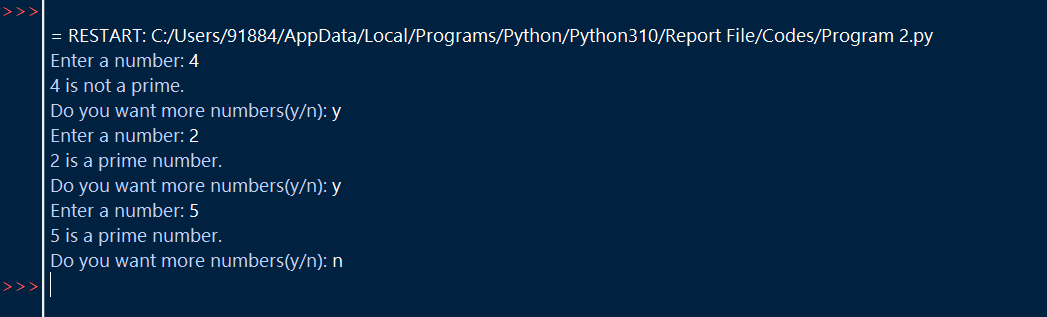 >>>
= RESTART: C:/Users/91884/AppData/Local/Programs/Python/Python310/Report File/Codes/Program 2.py
Enter a number: 4
4 is not a prime.
Do you want more numbers(y/n): y
Enter a number: 2
2 is a prime number.
Do you want more numbers(y/n): y
Enter a number: 5
5 is a prime number.
Do you want more numbers(y/n): n
>>>